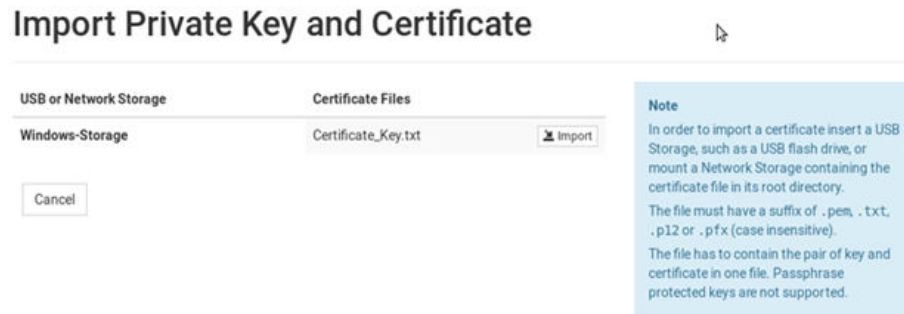 Import Private Key and Certificate
USB or Network Storage Certificate Files
Windows-Storage Certificate_Key.txt Import
Cancel
Note
In order to import a certificate insert a USB
Storage, such as a USB flash drive, or
mount a Network Storage containing the
certificate file in its root directory.
The file must have a suffix of .pem, .txt,
.p12 or .pfx (case insensitive).
The file has to contain the pair of key and
certificate in one file. Passphrase
protected keys are not supported.